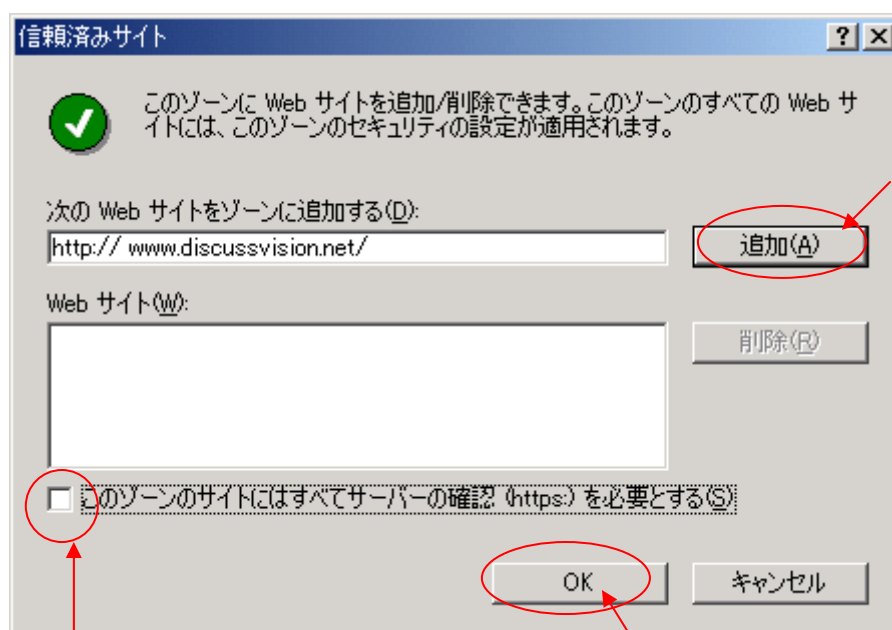 信頼済みサイト
このゾーンに Web サイトを追加/削除できます。このゾーンのすべての Web サ
イトには、このゾーンのセキュリティの設定が適用されます。
次の Web サイトをゾーンに追加する(D):
http:// www.discussvision.net/
追加(A)
Web サイト(W):
削除(R)
このゾーンのサイトにはすべてサーバーの確認 (https:) を必要とする(S)
OK
キャンセル